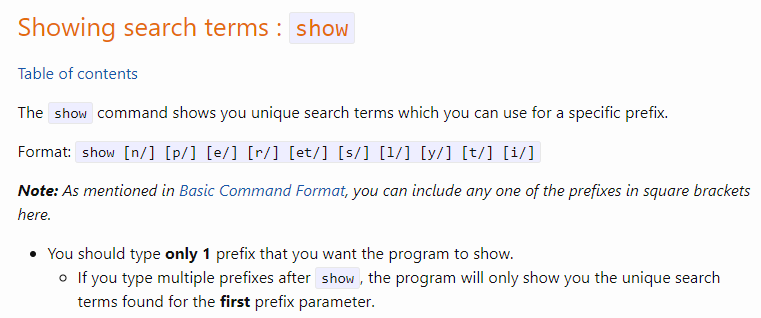 Showing search terms : show
Table of contents
The show command shows you unique search terms which you can use for a specific prefix.
Format: show [n/] [p/] [e/] [r/] [et/] [s/] [l/] [y/] [t/] [i/]
Note: As mentioned in Basic Command Format, you can include any one of the prefixes in square brackets
here.
• You should type only 1 prefix that you want the program to show.
◦ If you type multiple prefixes after show, the program will only show you the unique search
terms found for the first prefix parameter.